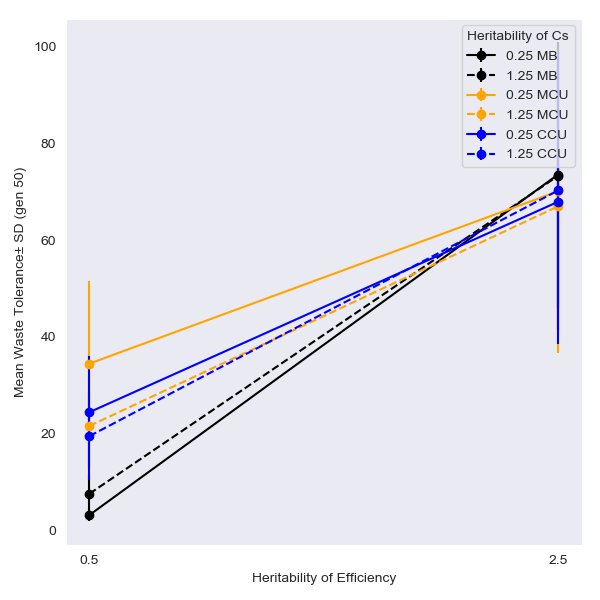 Heritability of Cs
0.25 MB
1.25 MB
0.25 MCU
1.25 MCU
0.25 CCU
1.25 CCU
100
80
60
40
20
0
Mean Waste Tolerance± SD (gen 50)
0.5
2.5
Heritability of Efficiency